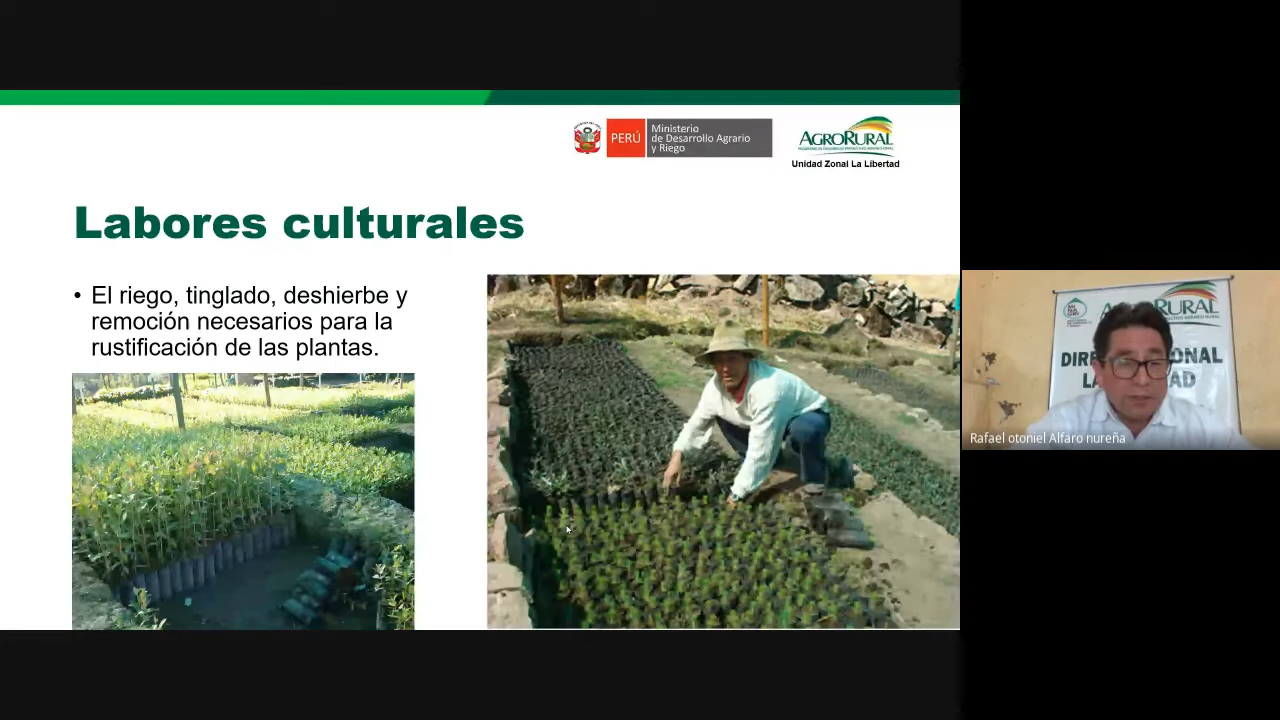 PERÚ
Ministerio
de Desarrollo Agrario
y Riego
AGRORURAL
Unidad Zonal La Libertad
Labores culturales
• El riego, tinglado, deshierbe y
remoción necesarios para la
rustificación de las plantas.
Rafael otoniel Alfaro nureña